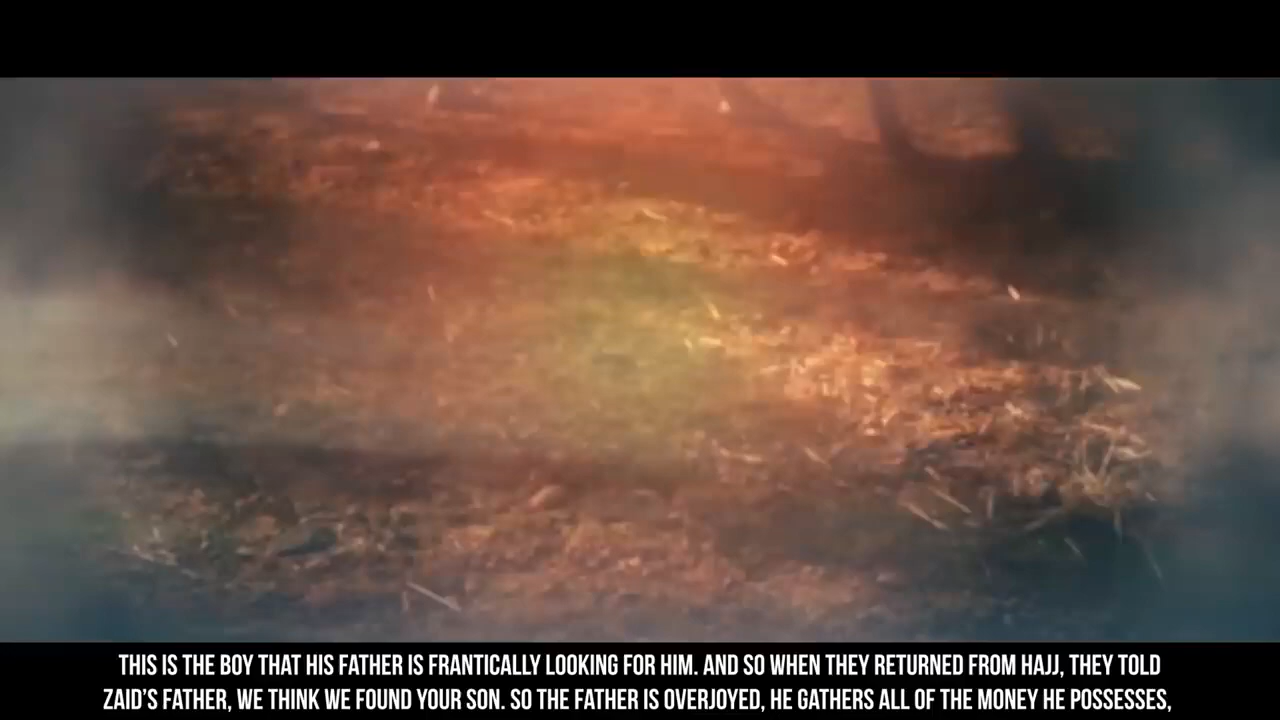 THIS IS THE BOY THAT HIS FATHER IS FRANTICALLY LOOKING FOR HIM. AND SO WHEN THEY RETURNED FROM HAJJ, THEY TOLD
ZAID'S FATHER, WE THINK WE FOUND YOUR SON. SO THE FATHER IS OVERJOYED, HE GATHERS ALL OF THE MONEY HE POSSESSES,